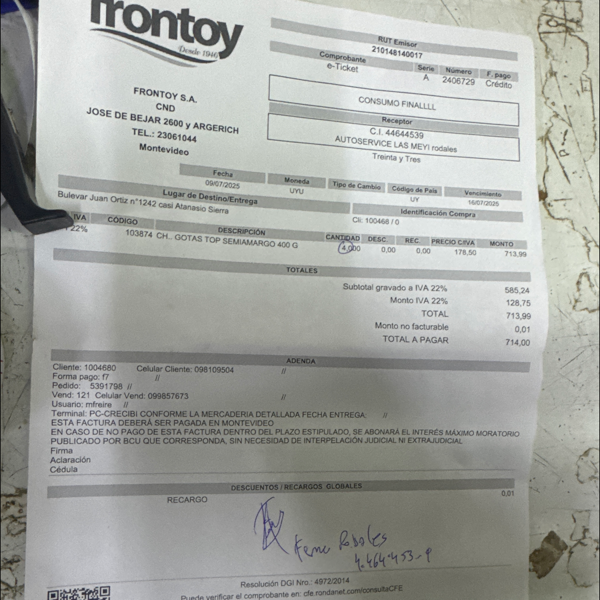 frontoy
Desde 1946
FRONTOY S.A.
CND
JOSE DE BEJAR 2600 y ARGERICH
TEL.: 23061044
Montevideo
RUT Emisor
210148140017
Comprobante Serie Número F. pago
e-Ticket A 2406729 Crédito
CONSUMO FINALLLL
Receptor
C.I. 44644539
AUTOSERVICE LAS MEYI rodales
Treinta y Tres
Fecha Moneda Tipo de Cambio Código de País Vencimiento
09/07/2025 UYU UY 16/07/2025
Lugar de Destino/Entrega Identificación Compra
Bulevar Juan Ortiz n°1242 casi Atanasio Sierra Cli: 100468 / 0
IVA CÓDIGO DESCRIPCIÓN CANTIDAD DESC. REC. PRECIO C/IVA MONTO
22% 103874 CH.. GOTAS TOP SEMIAMARGO 400 G 4,000 0,00 0,00 178,50 713,99
TOTALES
Subtotal gravado a IVA 22% 585,24
Monto IVA 22% 128,75
TOTAL 713,99
Monto no facturable 0,01
TOTAL A PAGAR 714,00
ADENDA
Cliente: 1004680 Celular Cliente: 098109504 //
Forma pago: f7 //
Pedido: 5391798 //
Vend: 121 Celular Vend: 099857673 //
Usuario: mfreire //
Terminal: PC-CRECIBI CONFORME LA MERCADERIA DETALLADA FECHA ENTREGA: //
ESTA FACTURA DEBERÁ SER PAGADA EN MONTEVIDEO
EN CASO DE NO PAGO DE ESTA FACTURA DENTRO DEL PLAZO ESTIPULADO, SE ABONARÁ EL INTERÉS MÁXIMO MORATORIO
PUBLICADO POR BCU QUE CORRESPONDA, SIN NECESIDAD DE INTERPELACIÓN JUDICIAL NI EXTRAJUDICIAL
Firma
Aclaración
Cédula
DESCUENTOS / RECARGOS GLOBALES
RECARGO 0,01
4.464.453-9
Resolución DGI Nro.: 4972/2014
Puede verificar el comprobante en: cfe.rondanet.com/consultaCFE